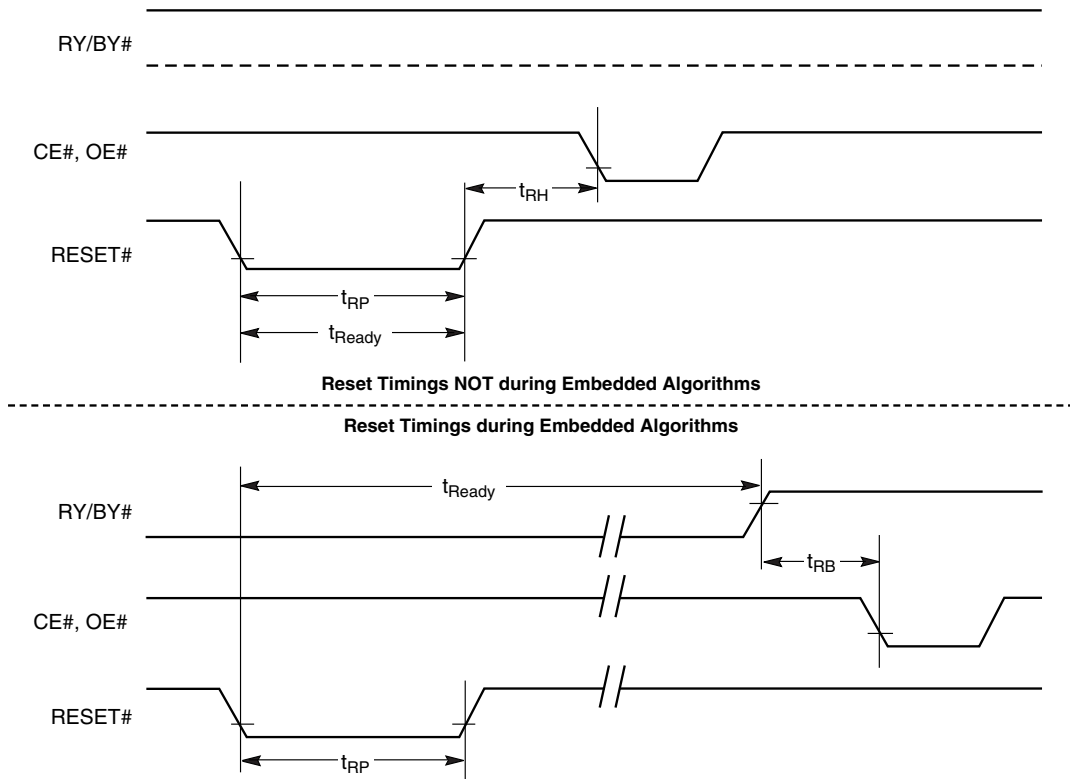 RY/BY#
CE#, OE#
tRH
RESET#
tRP
tReady
Reset Timings NOT during Embedded Algorithms
Reset Timings during Embedded Algorithms
tReady
RY/BY#
tRB
CE#, OE#
RESET#
tRP